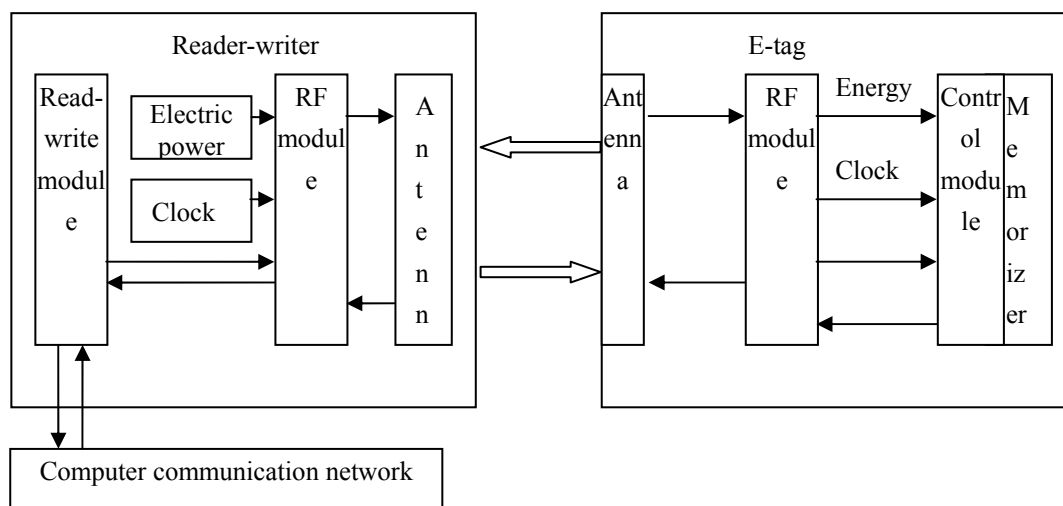 Reader-writer
Read-
write
modul
e
Electric
power
Clock
RF
modul
e
A
n
t
e
n
n
E-tag
Ant
enn
a
RF
modul
e
Energy
Clock
Contr
ol
modu
le
M
e
m
or
iz
er
Computer communication network